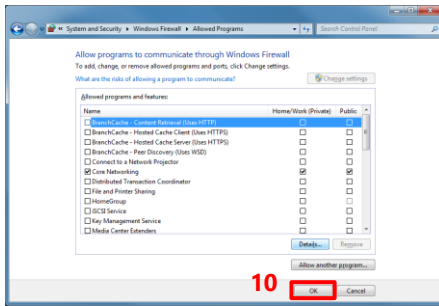 « System and Security ▸ Windows Firewall ▸ Allowed Programs
Search Control Panel
Allow programs to communicate through Windows Firewall
To add, change, or remove allowed programs and ports, click Change settings.
What are the risks of allowing a program to communicate?
Change settings
Allowed programs and features:
Name Home/Work (Private) Public
BranchCache - Content Retrieval (Uses HTTP)
BranchCache - Hosted Cache Client (Uses HTTPS)
BranchCache - Hosted Cache Server (Uses HTTPS)
BranchCache - Peer Discovery (Uses WSD)
Connect to a Network Projector
Core Networking
Distributed Transaction Coordinator
File and Printer Sharing
HomeGroup
iSCSI Service
Key Management Service
Media Center Extenders
Details... Remove
Allow another program...
10 OK Cancel